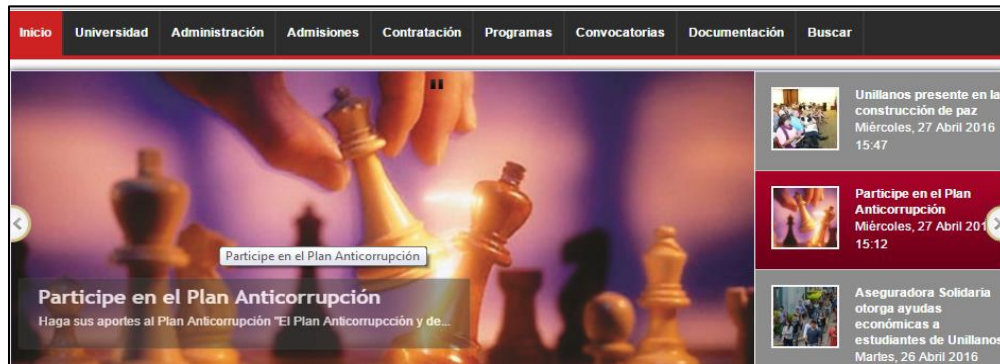 Inicio Universidad Administración Admisiones Contratación Programas Convocatorias Documentación Buscar
Participe en el Plan Anticorrupción
Participe en el Plan Anticorrupción
Haga sus aportes al Plan Anticorrupción "El Plan Anticorrupcción y de...
Unillanos presente en la
construcción de paz
Miércoles, 27 Abril 2016
15:47
Participe en el Plan
Anticorrupción
Miércoles, 27 Abril 201
15:12
Aseguradora Solidaria
otorga ayudas
económicas a
estudiantes de Unillanos
Martes, 26 Abril 2016